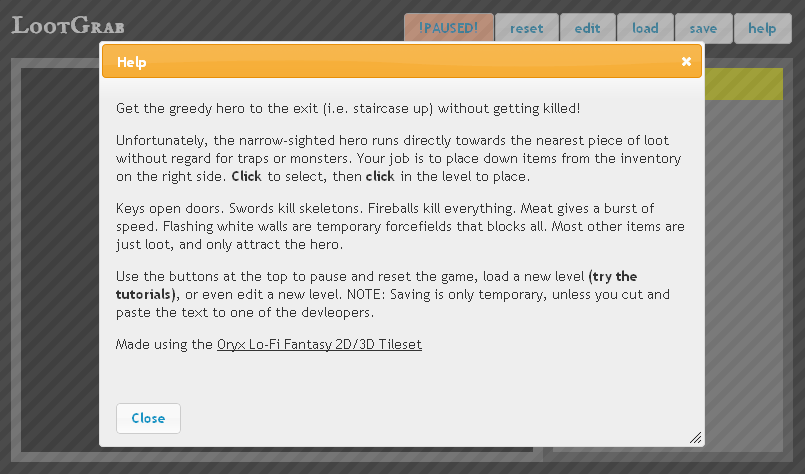 LootGrab
!PAUSED! reset edit load save help
Help
Get the greedy hero to the exit (i.e. staircase up) without getting killed!
Unfortunately, the narrow-sighted hero runs directly towards the nearest piece of loot
without regard for traps or monsters. Your job is to place down items from the inventory
on the right side. Click to select, then click in the level to place.
Keys open doors. Swords kill skeletons. Fireballs kill everything. Meat gives a burst of
speed. Flashing white walls are temporary forcefields that blocks all. Most other items are
just loot, and only attract the hero.
Use the buttons at the top to pause and reset the game, load a new level (try the
tutorials), or even edit a new level. NOTE: Saving is only temporary, unless you cut and
paste the text to one of the devleopers.
Made using the Oryx Lo-Fi Fantasy 2D/3D Tileset
Close